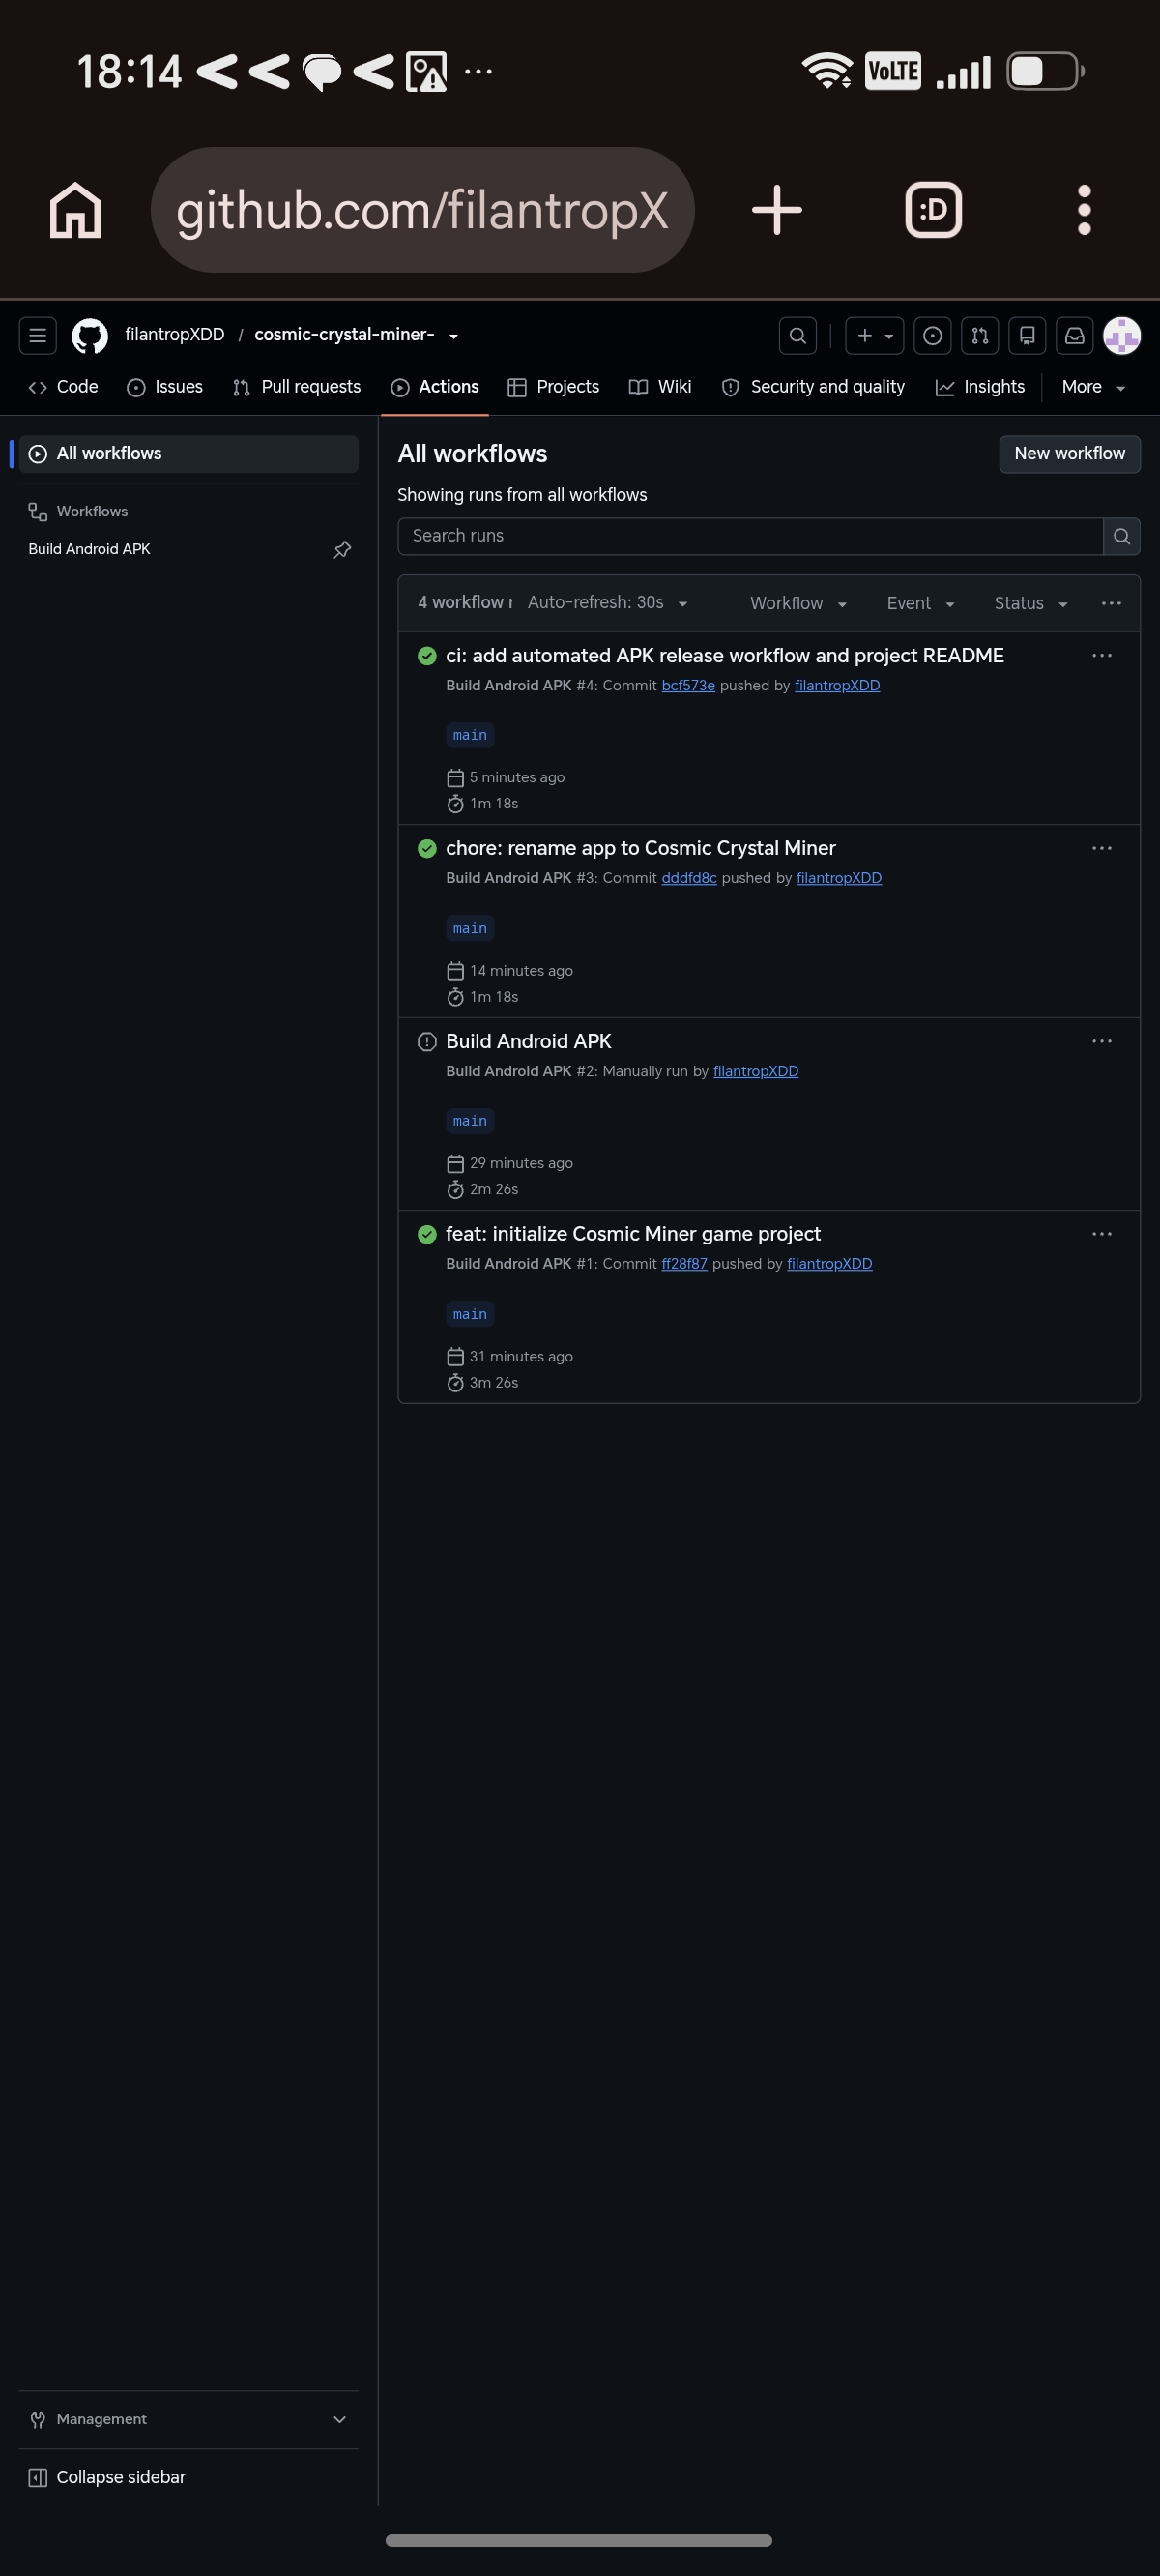 18:14
VoLTE
github.com/filantropX
:D
filantropXDD / cosmic-crystal-miner-
Code Issues Pull requests Actions Projects Wiki Security and quality Insights More
All workflows
Workflows
Build Android APK
All workflows
New workflow
Showing runs from all workflows
Search runs
4 workflow Auto-refresh: 30s Workflow Event Status
ci: add automated APK release workflow and project README
Build Android APK #4: Commit bcf573e pushed by filantropXDD
main
5 minutes ago
1m 18s
chore: rename app to Cosmic Crystal Miner
Build Android APK #3: Commit dddfd8c pushed by filantropXDD
main
14 minutes ago
1m 18s
Build Android APK
Build Android APK #2: Manually run by filantropXDD
main
29 minutes ago
2m 26s
feat: initialize Cosmic Miner game project
Build Android APK #1: Commit ff28f87 pushed by filantropXDD
main
31 minutes ago
3m 26s
Management
Collapse sidebar